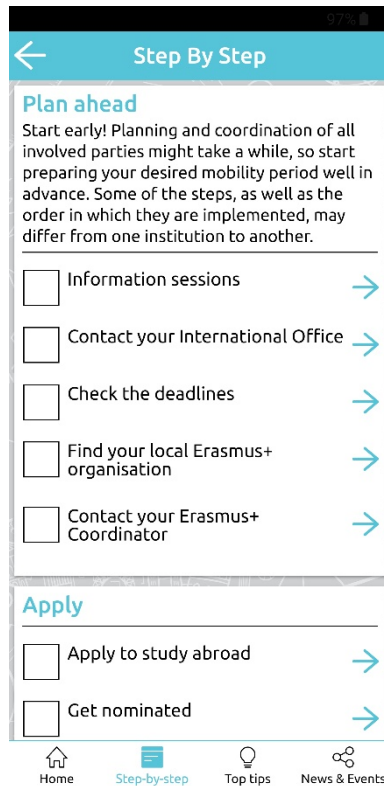 97%
Step By Step
Plan ahead
Start early! Planning and coordination of all
involved parties might take a while, so start
preparing your desired mobility period well in
advance. Some of the steps, as well as the
order in which they are implemented, may
differ from one institution to another.
Information sessions
Contact your International Office
Check the deadlines
Find your local Erasmus+
organisation
Contact your Erasmus+
Coordinator
Apply
Apply to study abroad
Get nominated
Home Step-by-step Top tips News & Events